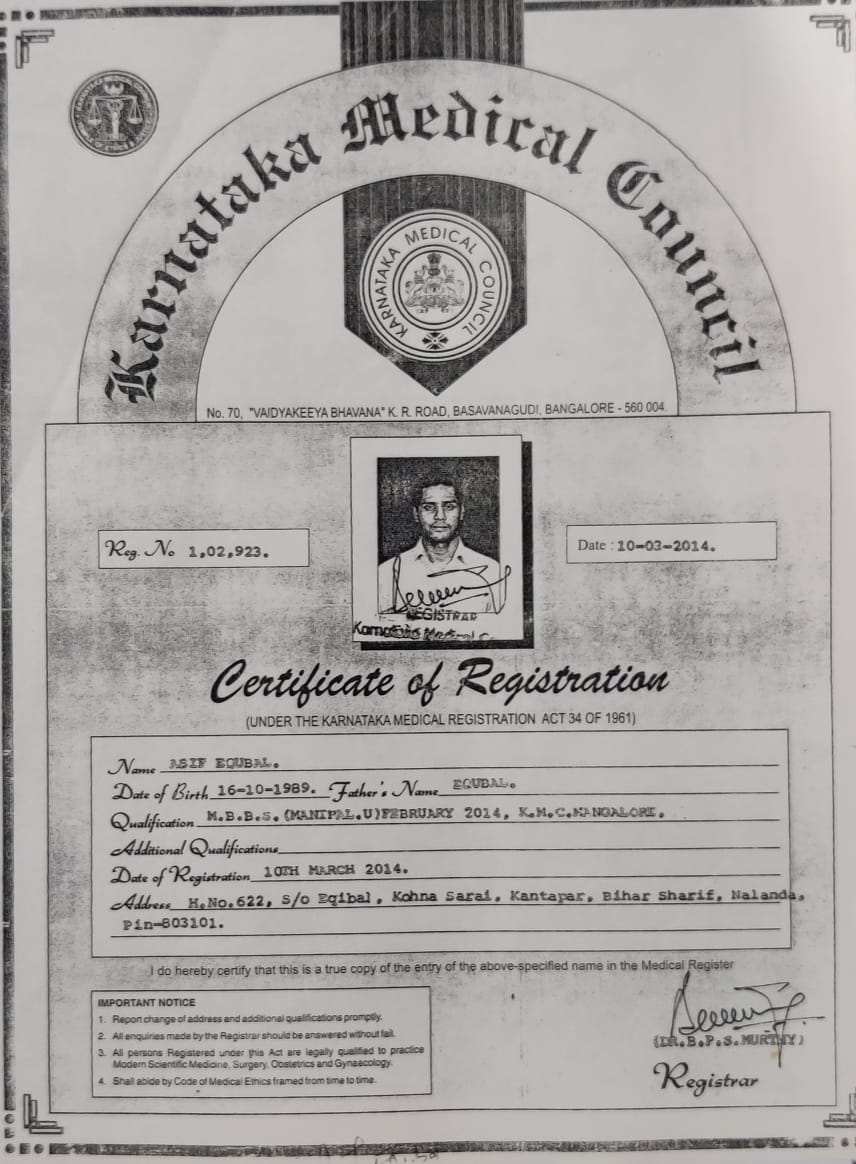 Karnataka Medical Council
KARNATAKA MEDICAL COUNCIL
No. 70, "VAIDYAKEEYA BHAVANA" K. R. ROAD, BASAVANAGUDI, BANGALORE - 560 004.
Reg. No 1,02,923.
Date : 10-03-2014.
REGISTRAR
Karnataka Medical C.
Certificate of Registration
(UNDER THE KARNATAKA MEDICAL REGISTRATION ACT 34 OF 1961)
Name ASIF EQUBAL.
Date of Birth 16-10-1989. Father's Name EQUBAL.
Qualification M.B.B.S.(MANIPAL.U)FEBRUARY 2014, K.M.C.MANGALORE.
Additional Qualifications
Date of Registration 10TH MARCH 2014.
Address H.No.622, S/o Eqibal, Kohna Sarai, Kantapar, Bihar Sharif, Nalanda,
Pin-803101.
I do hereby certify that this is a true copy of the entry of the above-specified name in the Medical Register
IMPORTANT NOTICE
1. Report change of address and additional qualifications promptly.
2. All enquiries made by the Registrar should be answered without fail.
3. All persons Registered under this Act are legally qualified to practice
Modern Scientific Medicine, Surgery, Obstetrics and Gynaecology.
4. Shall abide by Code of Medical Ethics framed from time to time.
(DR.B.P.S.MURTHY)
Registrar